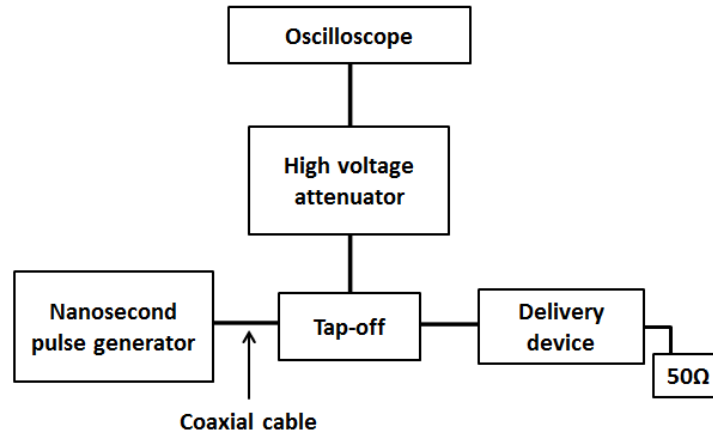 Oscilloscope
High voltage
attenuator
Nanosecond
pulse generator
Tap-off
Delivery
device
50Ω
Coaxial cable